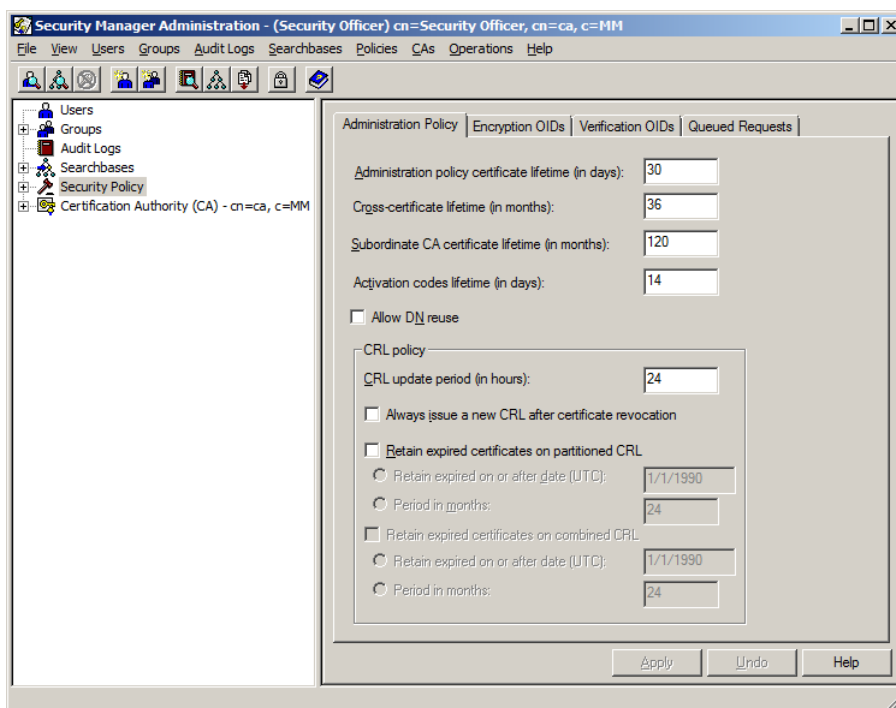 Security Manager Administration - (Security Officer) cn=Security Officer, cn=ca, c=MM
File View Users Groups Audit Logs Searchbases Policies CAs Operations Help
Users
Groups
Audit Logs
Searchbases
Security Policy
Certification Authority (CA) - cn=ca, c=MM
Administration Policy Encryption OIDs Verification OIDs Queued Requests
Administration policy certificate lifetime (in days): 30
Cross-certificate lifetime (in months): 36
Subordinate CA certificate lifetime (in months): 120
Activation codes lifetime (in days): 14
Allow DN reuse
CRL policy
CRL update period (in hours): 24
Always issue a new CRL after certificate revocation
Retain expired certificates on partitioned CRL
Retain expired on or after date (UTC): 1/1/1990
Period in months: 24
Retain expired certificates on combined CRL
Retain expired on or after date (UTC): 1/1/1990
Period in months: 24
Apply Undo Help